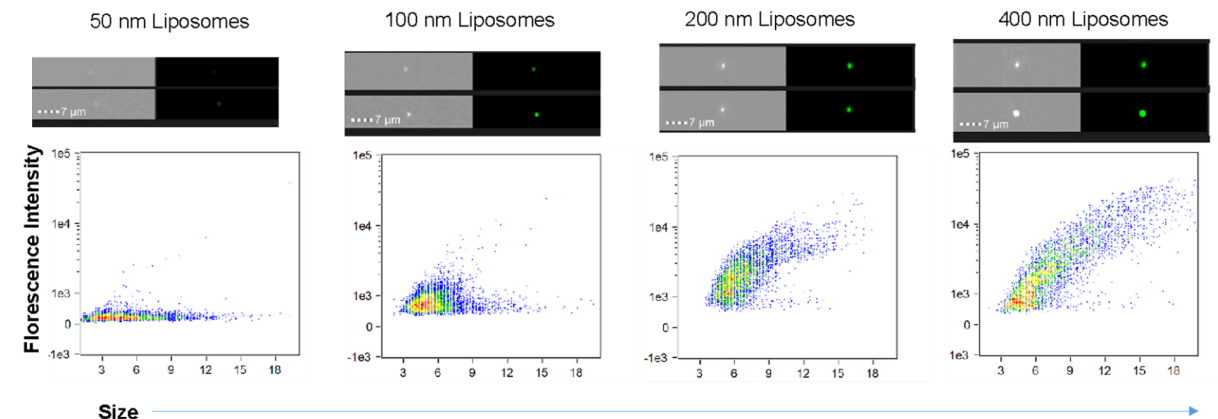 50 nm Liposomes
100 nm Liposomes
200 nm Liposomes
400 nm Liposomes
7 µm
7 µm
7 µm
7 µm
Florescence Intensity
1e5
1e4
1e3
0
-1e3
3 6 9 12 15 18
1e5
1e4
1e3
0
-1e3
3 6 9 12 15 18
1e5
1e4
1e3
0
-1e3
3 6 9 12 15 18
1e5
1e4
1e3
0
1e3
3 6 9 12 15 18
Size